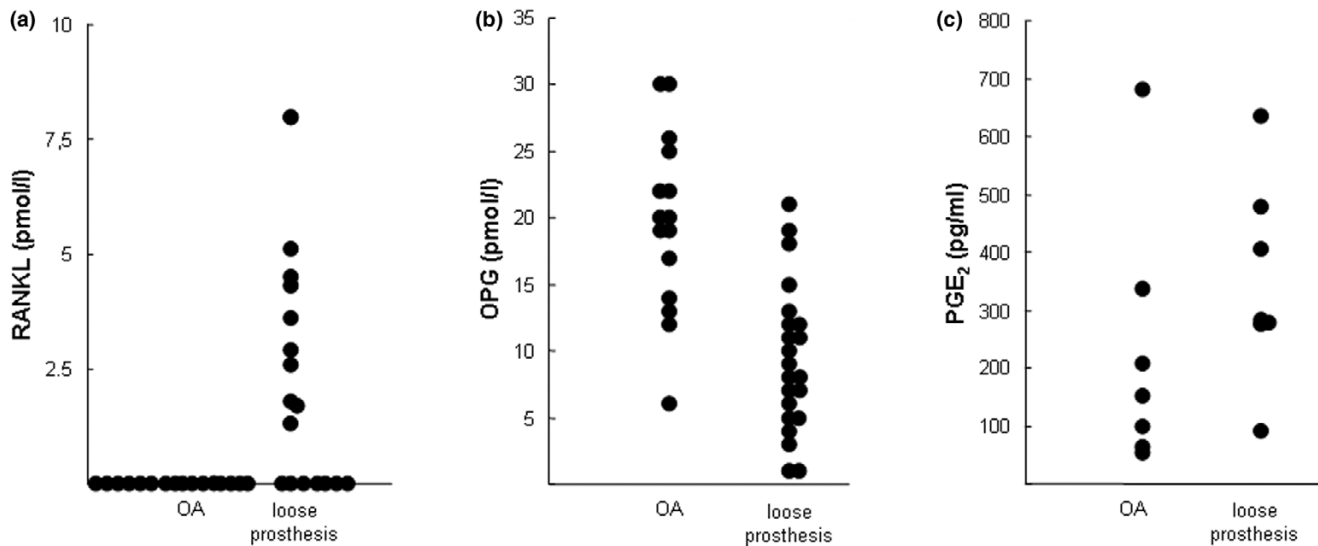 (a)
10
7,5
5
2.5
RANKL (pmol/l)
OA
loose
prosthesis
(b)
35
30
25
20
15
10
5
OPG (pmol/l)
OA
loose
prosthesis
(c)
800
700
600
500
400
300
200
100
PGE₂ (pg/ml)
OA
loose
prosthesis